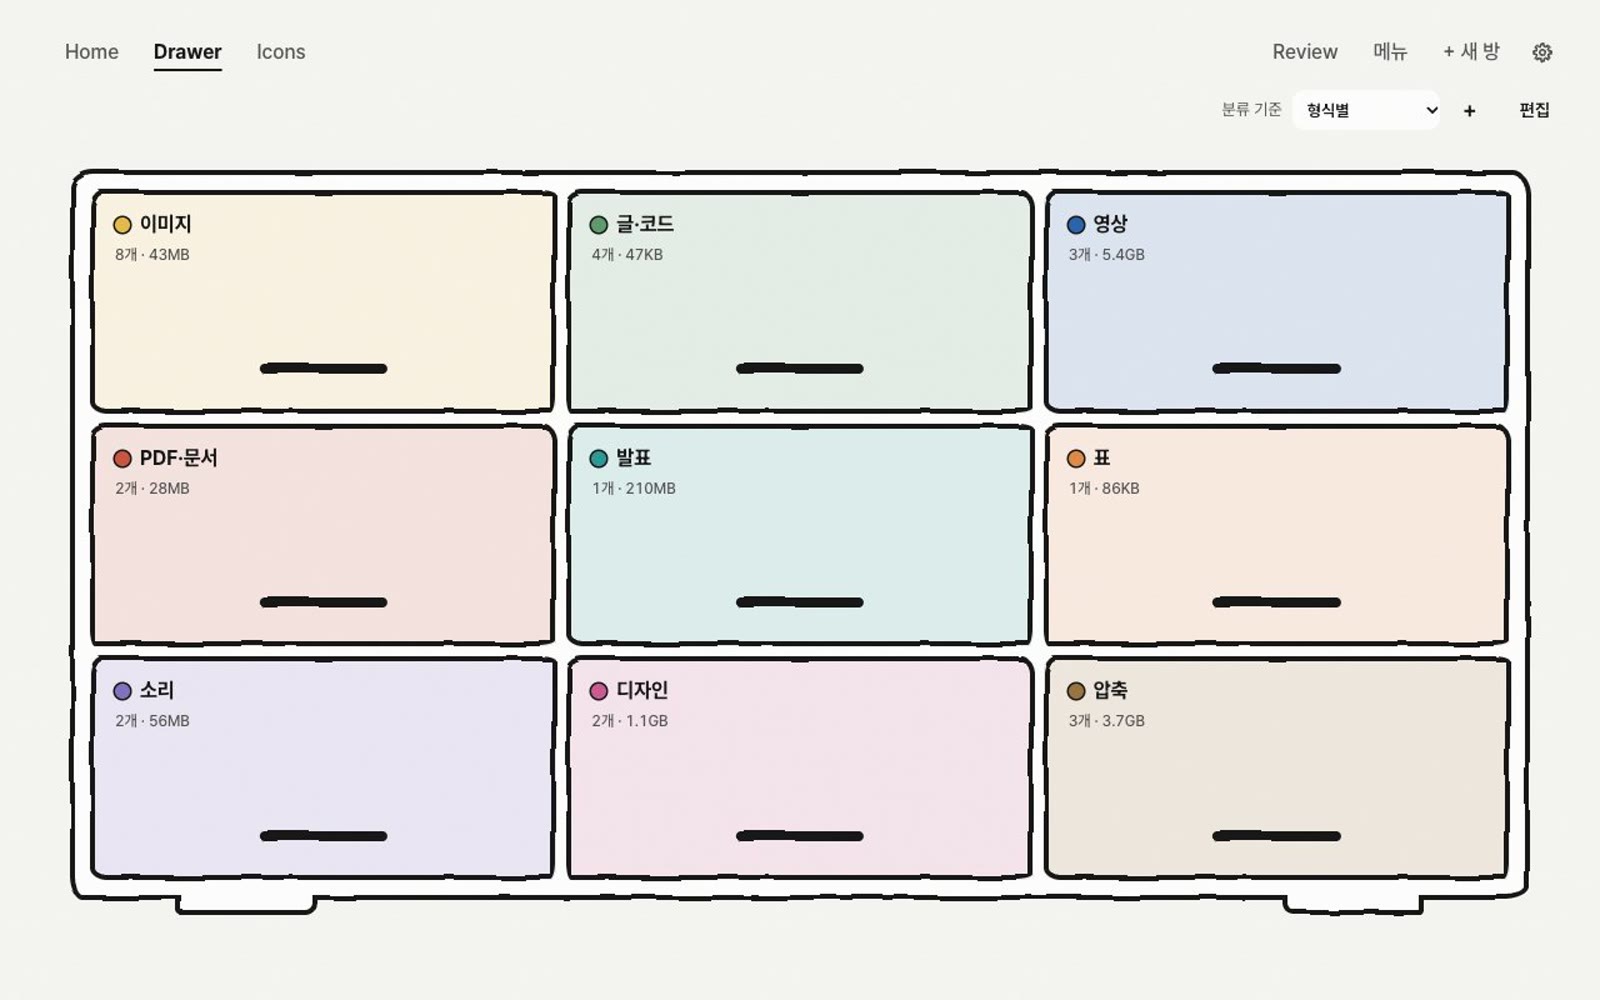 Home Drawer Icons Review 메뉴 + 새 방
분류 기준 형식별 + 편집
이미지
8개 · 43MB
글·코드
4개 · 47KB
영상
3개 · 5.4GB
PDF·문서
2개 · 28MB
발표
1개 · 210MB
표
1개 · 86KB
소리
2개 · 56MB
디자인
2개 · 1.1GB
압축
3개 · 3.7GB